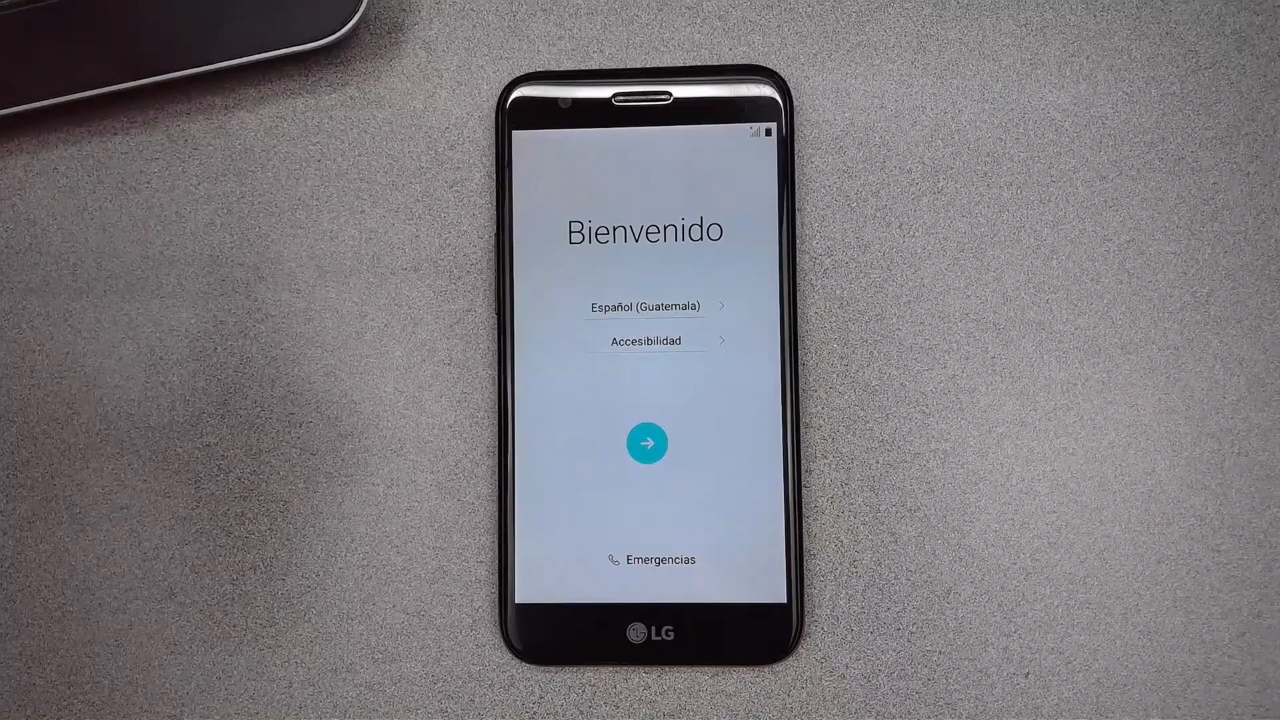 Bienvenido
Español (Guatemala)
Accesibilidad
Emergencias
LG